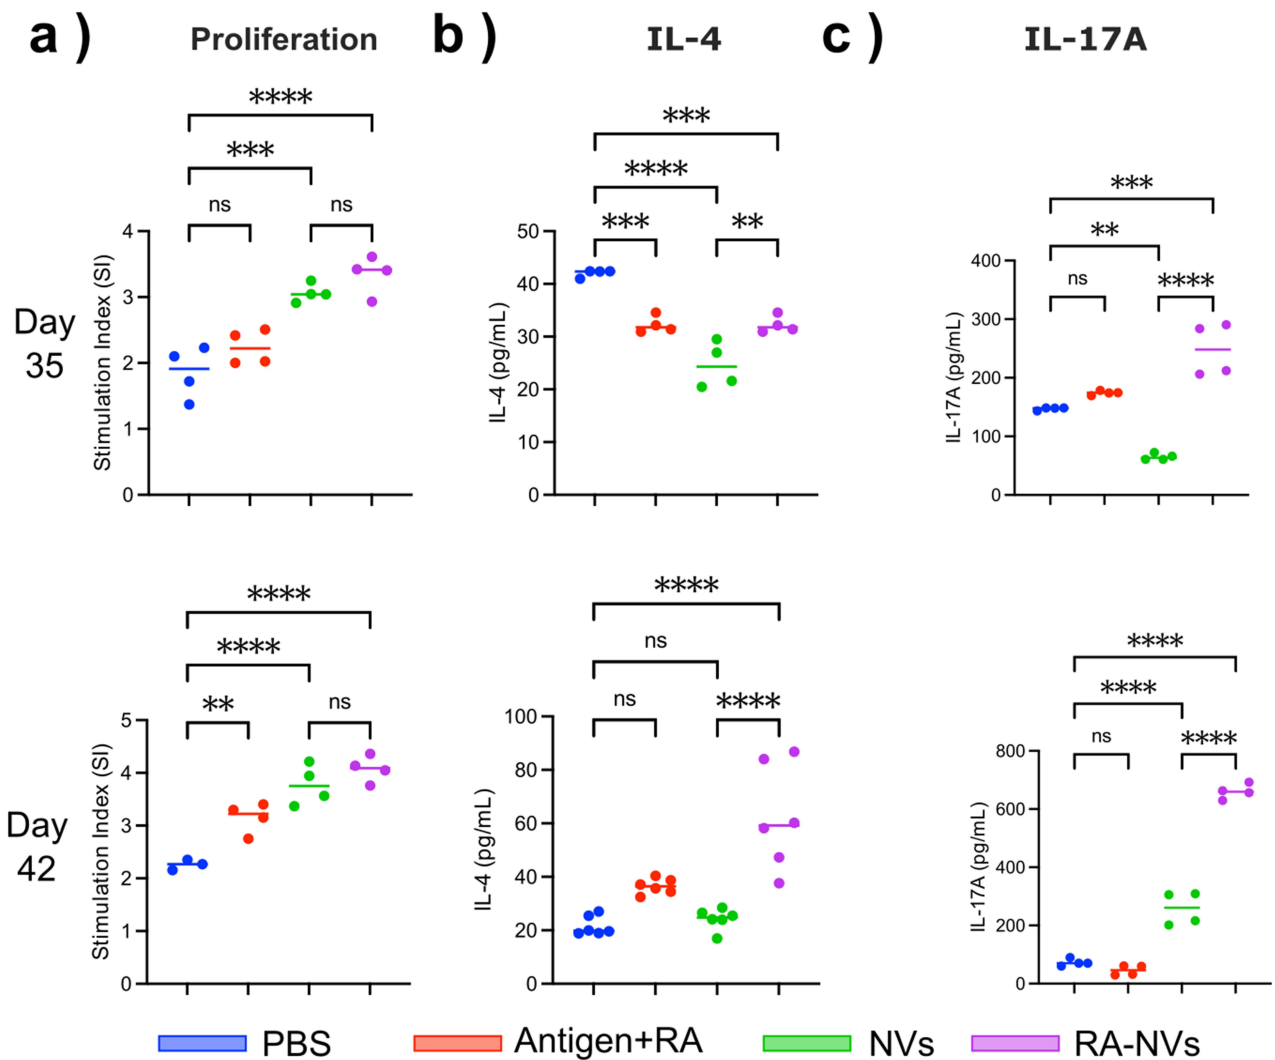 a ) Proliferation b ) IL-4 c ) IL-17A
Day
35
****
***
ns ns
4
3
2
1
0
Stimulation Index (SI)
***
****
*** **
50
40
30
20
10
0
IL-4 (pg/mL)
***
**
ns ****
400
300
200
100
0
IL-17A (pg/mL)
Day
42
****
****
** ns
5
4
3
2
1
0
Stimulation Index (SI)
****
ns
ns ****
100
80
60
40
20
0
IL-4 (pg/mL)
****
****
ns ****
800
600
400
200
0
IL-17A (pg/mL)
PBS Antigen+RA NVs RA-NVs